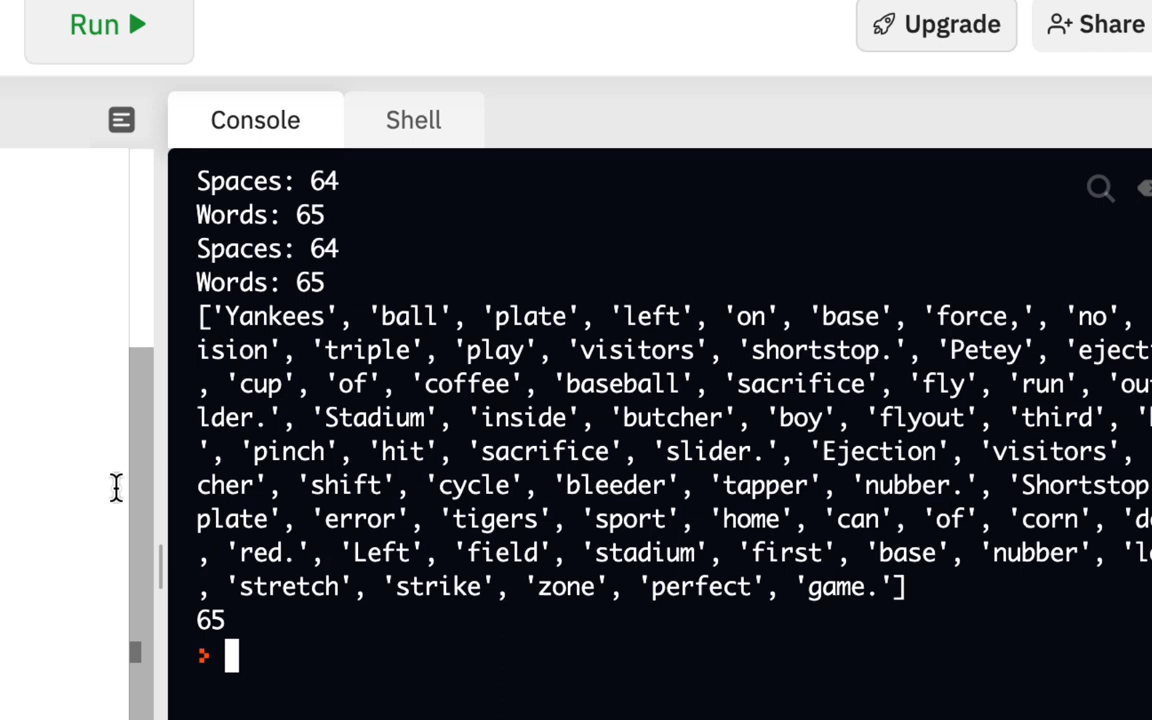 Run
Upgrade
Share
Console
Shell
Spaces: 64
Words: 65
Spaces: 64
Words: 65
['Yankees', 'ball', 'plate', 'left', 'on', 'base', 'force,', 'no',
ision', 'triple', 'play', 'visitors', 'shortstop.', 'Petey', 'eject
, 'cup', 'of', 'coffee', 'baseball', 'sacrifice', 'fly', 'run', 'ou
lder.', 'Stadium', 'inside', 'butcher', 'boy', 'flyout', 'third', '
', 'pinch', 'hit', 'sacrifice', 'slider.', 'Ejection', 'visitors',
cher', 'shift', 'cycle', 'bleeder', 'tapper', 'nubber.', 'Shortstop
plate', 'error', 'tigers', 'sport', 'home', 'can', 'of', 'corn', 'd
, 'red.', 'Left', 'field', 'stadium', 'first', 'base', 'nubber', 'l
, 'stretch', 'strike', 'zone', 'perfect', 'game.']
65
>